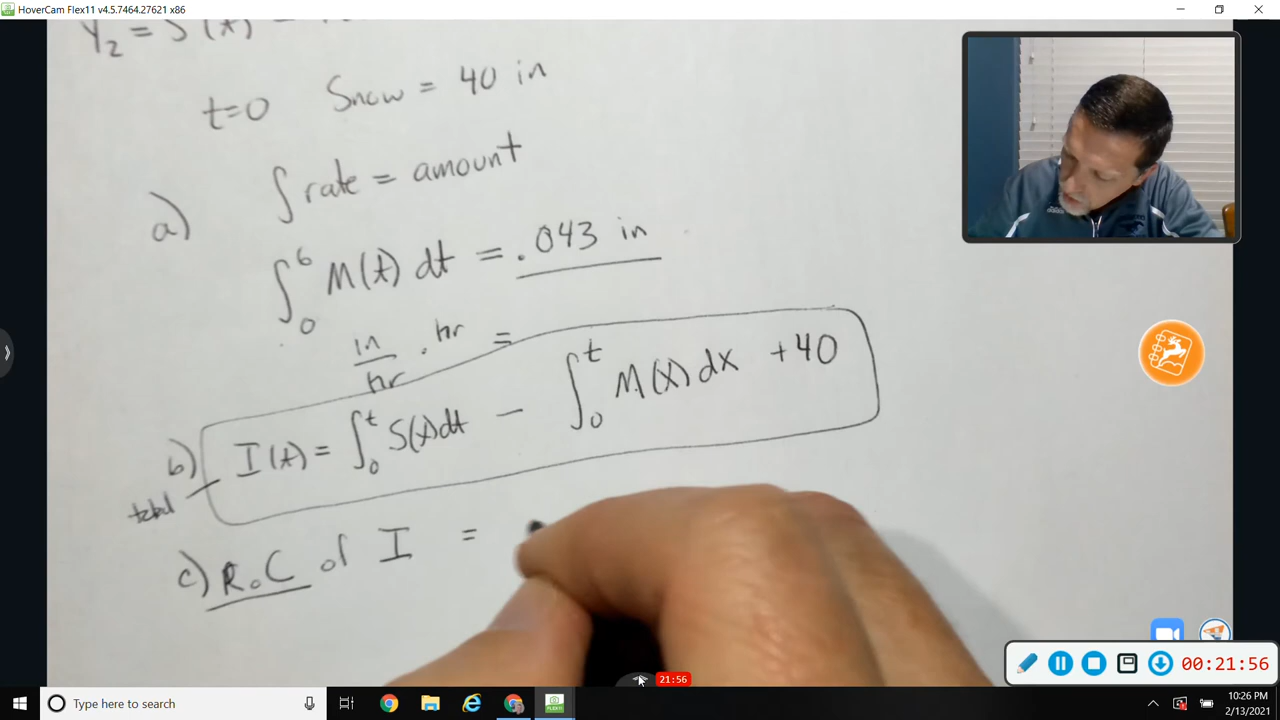 HoverCam Flex11 v4.5.7464.27621 x86
Y₂ = S(t)
t=0 Snow = 40 in
a) ∫ rate = amount
∫₀⁶ M(t) dt = .043 in
in/hr . hr =
b) I(t) = ∫₀ᵗ S(x)dt − ∫₀ᵗ M(x)dx +40
total
c) R.o.C of I =
00:21:56
21:56
Type here to search
10:26 PM
2/13/2021